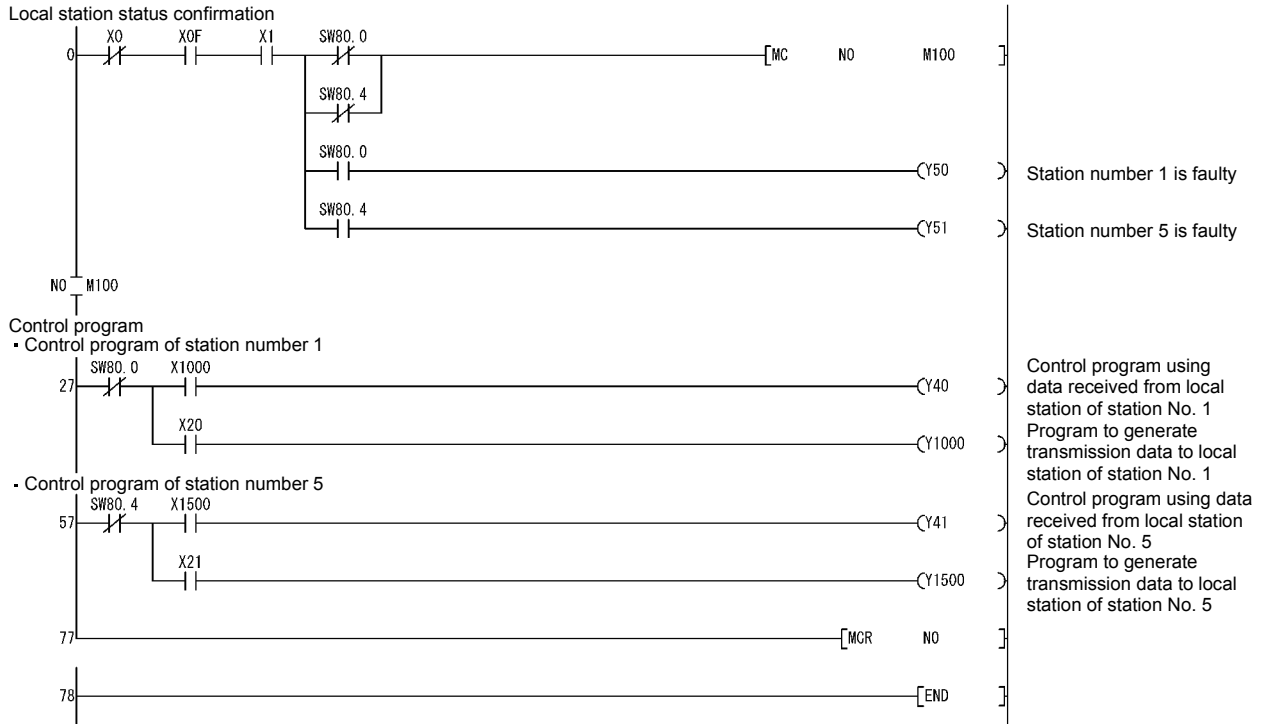 Local station status confirmation
X0 X0F X1 SW80.0
0 MC N0 M100
SW80.4
SW80.0
Y50 Station number 1 is faulty
SW80.4
Y51 Station number 5 is faulty
N0 M100
Control program
- Control program of station number 1
SW80.0 X1000
27 Y40
Control program using
data received from local
station of station No. 1
X20
Y1000
Program to generate
transmission data to local
station of station No. 1
- Control program of station number 5
SW80.4 X1500
57 Y41
Control program using data
received from local station
of station No. 5
X21
Y1500
Program to generate
transmission data to local
station of station No. 5
77 MCR N0
78 END